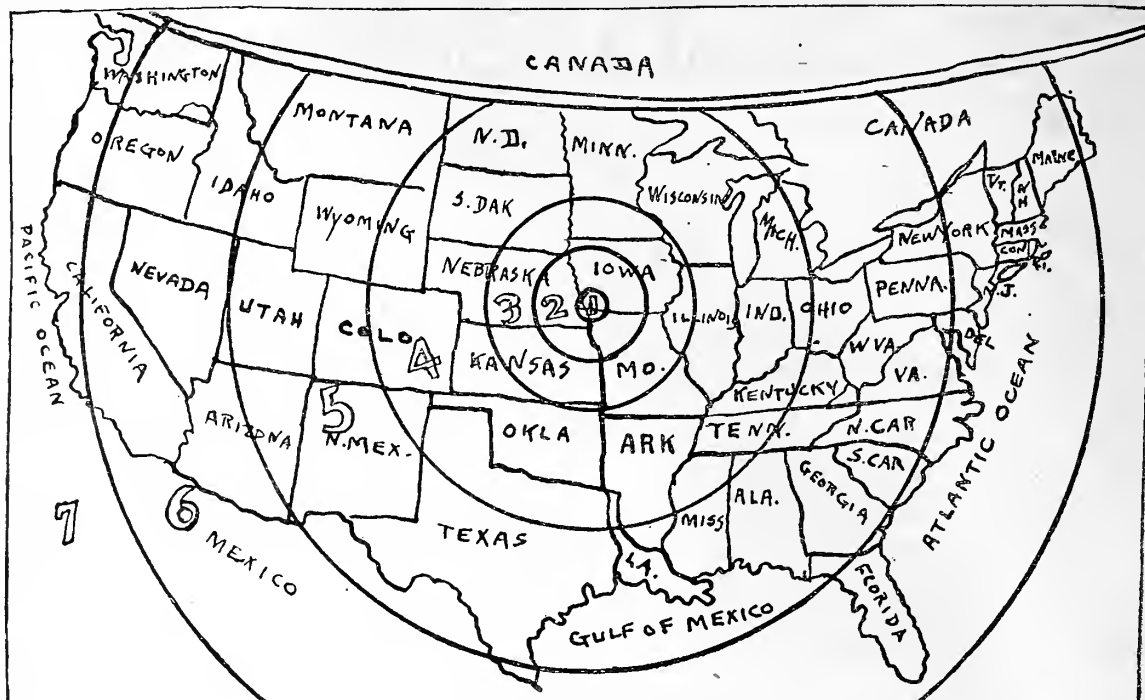 CANADA
WASHINGTON
MONTANA
N.D.
MINN.
CANADA
OREGON
IDAHO
MAINE
VT.
N H
WYOMING
S.DAK
WISCONSIN
MICH.
NEW YORK
MASS
CON
R.I.
PACIFIC OCEAN
CALIFORNIA
NEVADA
UTAH
COLO
4
NEBRASKA
3
2
1
IOWA
ILLINOIS
IND.
OHIO
PENNA.
N.J.
DEL
W VA.
VA.
KANSAS
MO.
KENTUCKY
ARIZONA
5
N.MEX.
OKLA
ARK
TENN.
N.CAR
S.CAR
ATLANTIC OCEAN
7
6
MEXICO
TEXAS
LA.
MISS
ALA.
GEORGIA
FLORIDA
GULF OF MEXICO